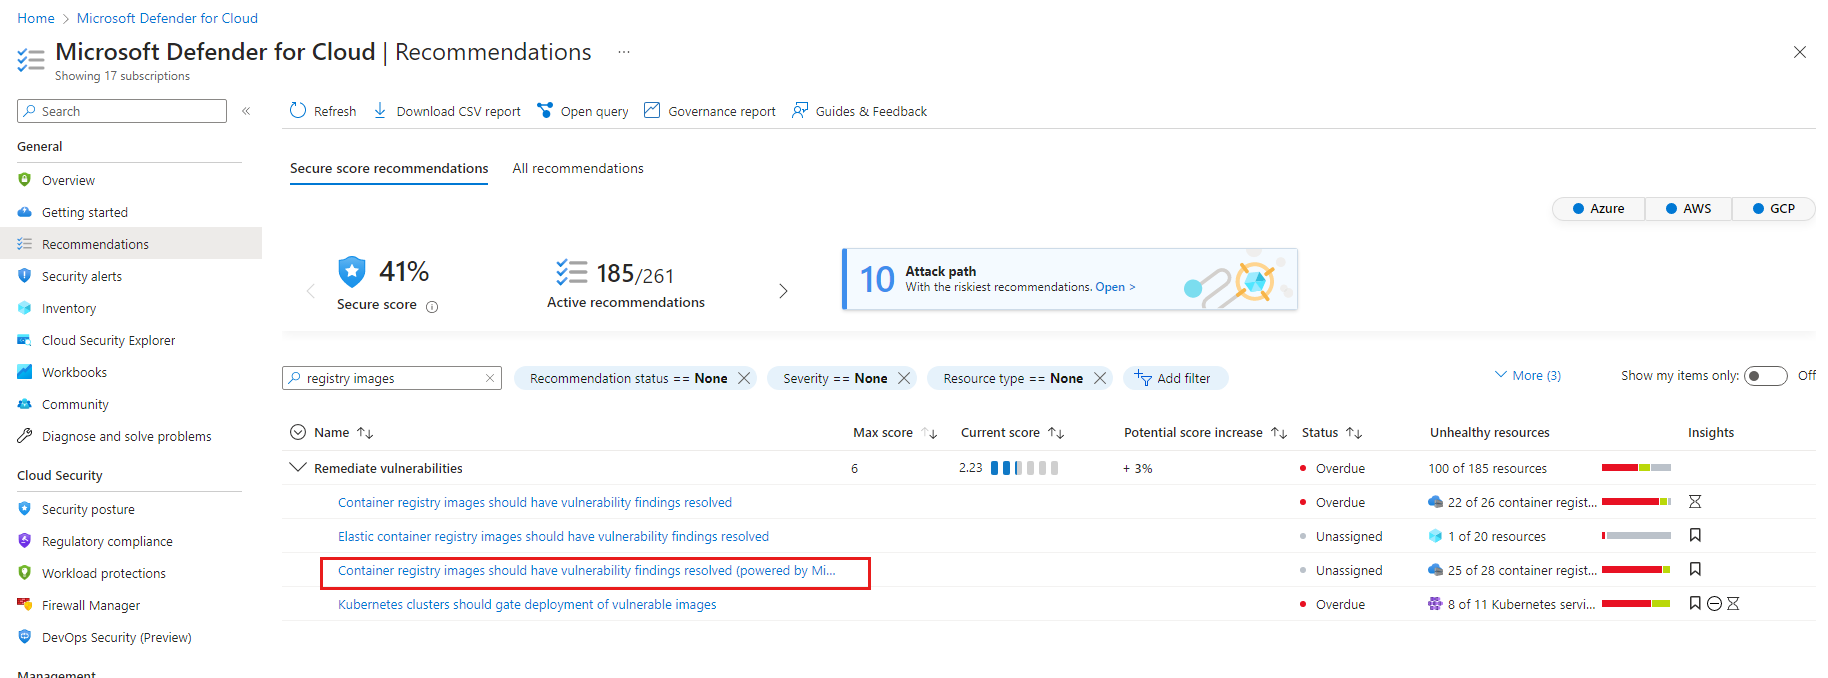 Home > Microsoft Defender for Cloud
Microsoft Defender for Cloud | Recommendations ...
Showing 17 subscriptions
Search «
Refresh Download CSV report Open query Governance report Guides & Feedback
General
Overview
Getting started
Recommendations
Security alerts
Inventory
Cloud Security Explorer
Workbooks
Community
Diagnose and solve problems
Cloud Security
Security posture
Regulatory compliance
Workload protections
Firewall Manager
DevOps Security (Preview)
Management
Secure score recommendations All recommendations
Azure AWS GCP
41%
Secure score
185/261
Active recommendations
10 Attack path
With the riskiest recommendations. Open >
registry images Recommendation status == None Severity == None Resource type == None Add filter More (3) Show my items only: Off
Name Max score Current score Potential score increase Status Unhealthy resources Insights
Remediate vulnerabilities 6 2.23 + 3% Overdue 100 of 185 resources
Container registry images should have vulnerability findings resolved Overdue 22 of 26 container regist...
Elastic container registry images should have vulnerability findings resolved Unassigned 1 of 20 resources
Container registry images should have vulnerability findings resolved (powered by Mi... Unassigned 25 of 28 container regist...
Kubernetes clusters should gate deployment of vulnerable images Overdue 8 of 11 Kubernetes servi...